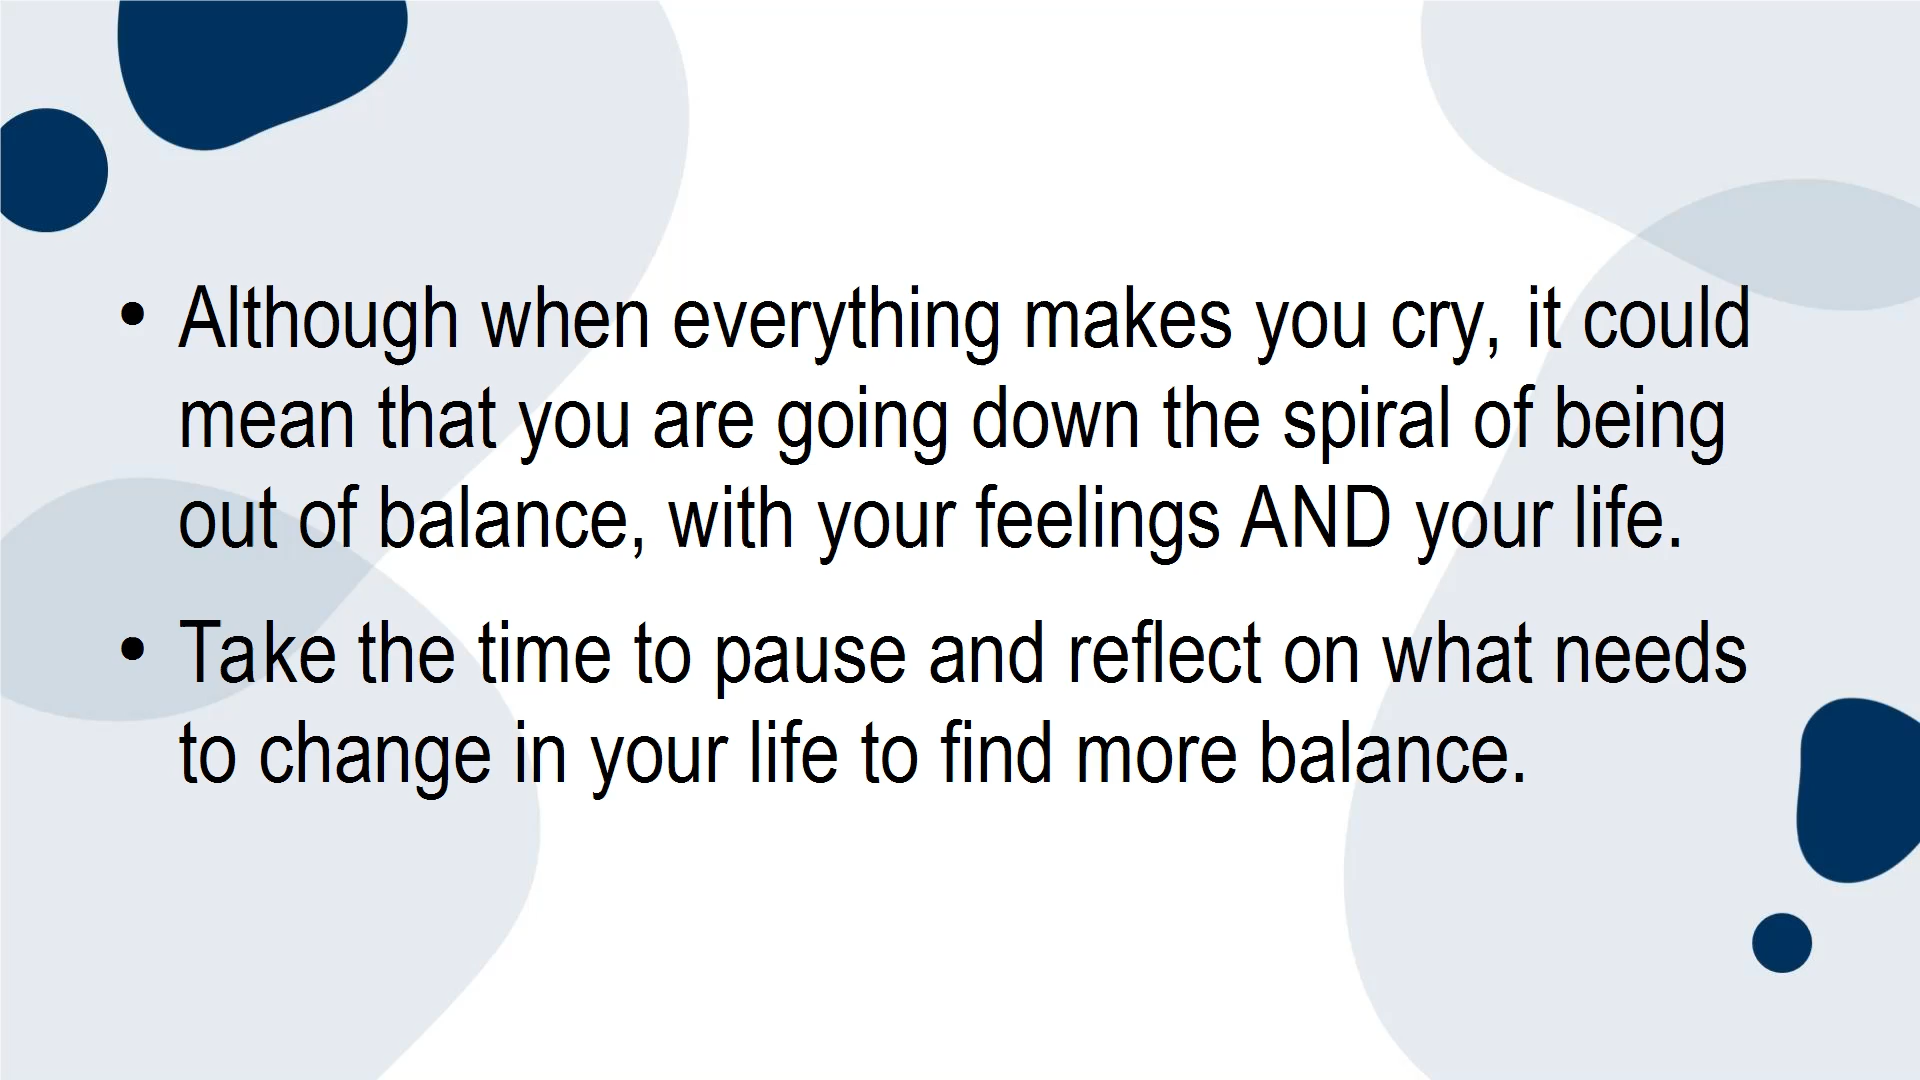 • Although when everything makes you cry, it could
mean that you are going down the spiral of being
out of balance, with your feelings AND your life.
• Take the time to pause and reflect on what needs
to change in your life to find more balance.